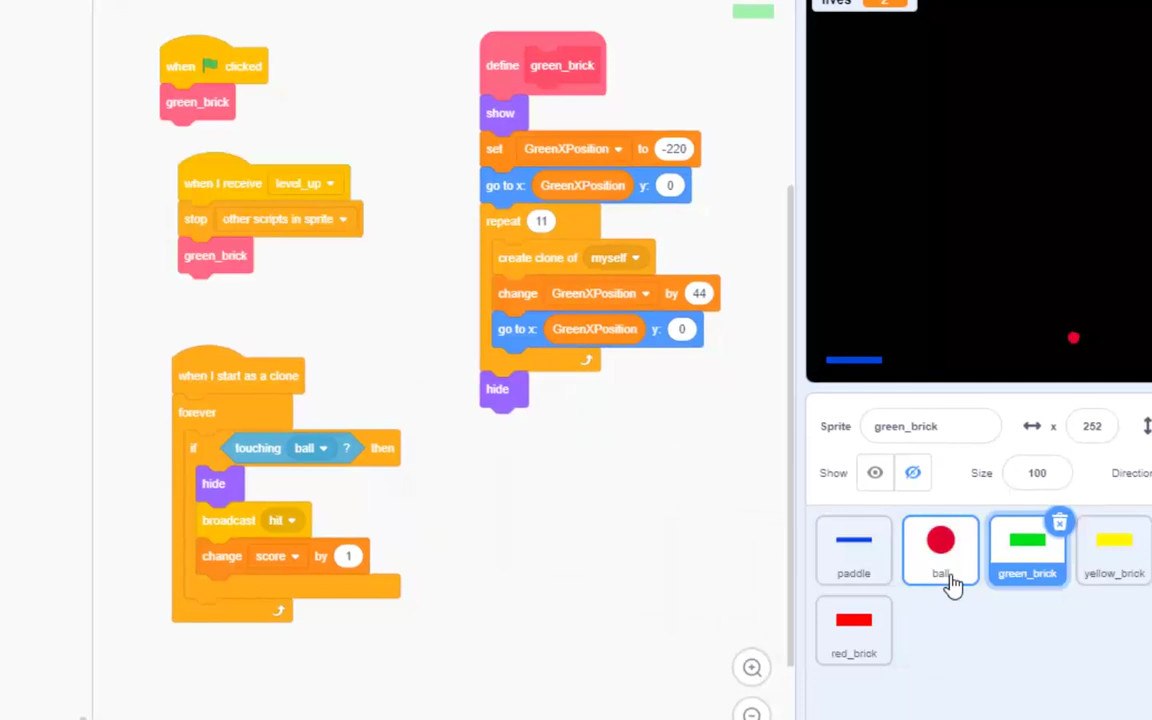 when clicked
green_brick
when I receive level_up
stop other scripts in sprite
green_brick
when I start as a clone
forever
if touching ball ? then
hide
broadcast hit
change score by 1
define green_brick
show
set GreenXPosition to -220
go to x: GreenXPosition y: 0
repeat 11
create clone of myself
change GreenXPosition by 44
go to x: GreenXPosition y: 0
hide
lives 2
Sprite green_brick x 252
Show Size 100 Direction
paddle ball green_brick yellow_brick
red_brick